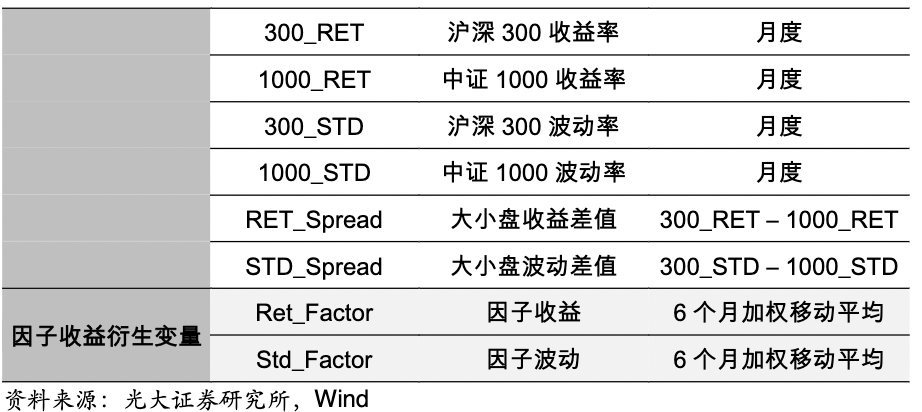 300_RET 沪深 300 收益率 月度
1000_RET 中证 1000 收益率 月度
300_STD 沪深 300 波动率 月度
1000_STD 中证 1000 波动率 月度
RET_Spread 大小盘收益差值 300_RET – 1000_RET
STD_Spread 大小盘波动差值 300_STD – 1000_STD
因子收益衍生变量 Ret_Factor 因子收益 6 个月加权移动平均
Std_Factor 因子波动 6 个月加权移动平均
资料来源：光大证券研究所，Wind